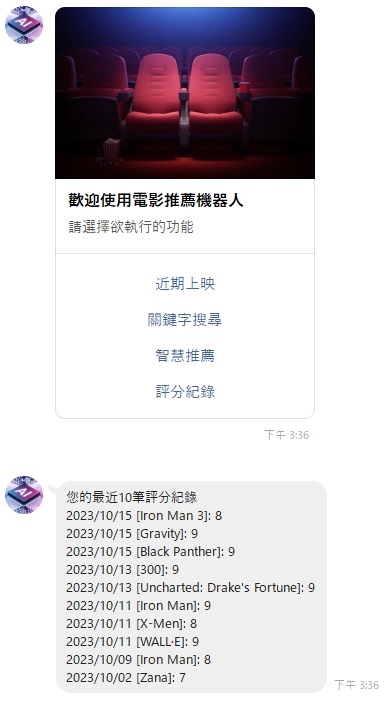 AI
歡迎使用電影推薦機器人
請選擇欲執行的功能
近期上映
關鍵字搜尋
智慧推薦
評分紀錄
下午 3:36
AI
您的最近10筆評分紀錄
2023/10/15 [Iron Man 3]: 8
2023/10/15 [Gravity]: 9
2023/10/15 [Black Panther]: 9
2023/10/13 [300]: 9
2023/10/13 [Uncharted: Drake's Fortune]: 9
2023/10/11 [Iron Man]: 9
2023/10/11 [X-Men]: 8
2023/10/11 [WALL·E]: 9
2023/10/09 [Iron Man]: 8
2023/10/02 [Zana]: 7
下午 3:36